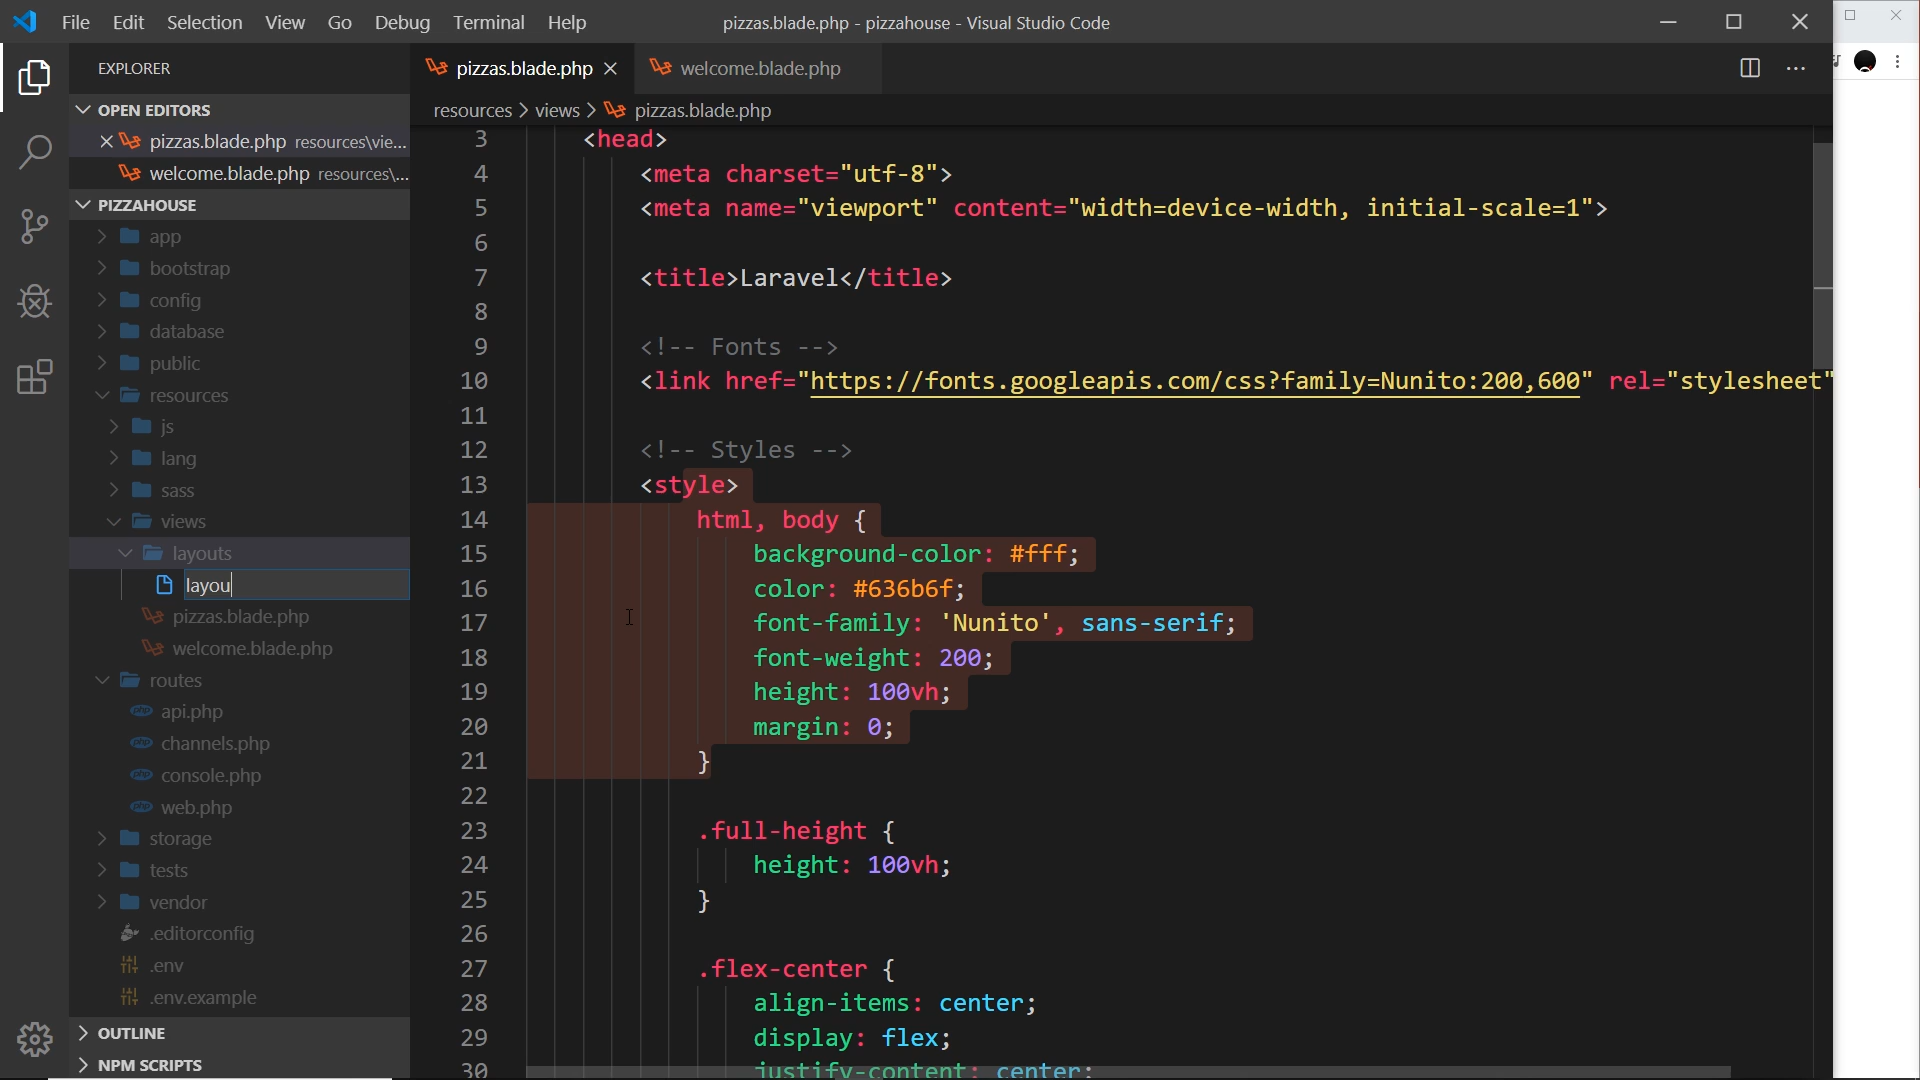 File Edit Selection View Go Debug Terminal Help
pizzas.blade.php - pizzahouse - Visual Studio Code
EXPLORER
OPEN EDITORS
pizzas.blade.php resources\vie...
welcome.blade.php resources\...
PIZZAHOUSE
app
bootstrap
config
database
public
resources
js
lang
sass
views
layouts
layou
pizzas.blade.php
welcome.blade.php
routes
php api.php
php channels.php
php console.php
php web.php
storage
tests
vendor
.editorconfig
.env
.env.example
OUTLINE
NPM SCRIPTS
pizzas.blade.php welcome.blade.php
resources > views > pizzas.blade.php
3 <head>
4 <meta charset="utf-8">
5 <meta name="viewport" content="width=device-width, initial-scale=1">
6
7 <title>Laravel</title>
8
9 <!-- Fonts -->
10 <link href="https://fonts.googleapis.com/css?family=Nunito:200,600" rel="stylesheet"
11
12 <!-- Styles -->
13 <style>
14 html, body {
15 background-color: #fff;
16 color: #636b6f;
17 font-family: 'Nunito', sans-serif;
18 font-weight: 200;
19 height: 100vh;
20 margin: 0;
21 }
22
23 .full-height {
24 height: 100vh;
25 }
26
27 .flex-center {
28 align-items: center;
29 display: flex;
30 justify-content: center;